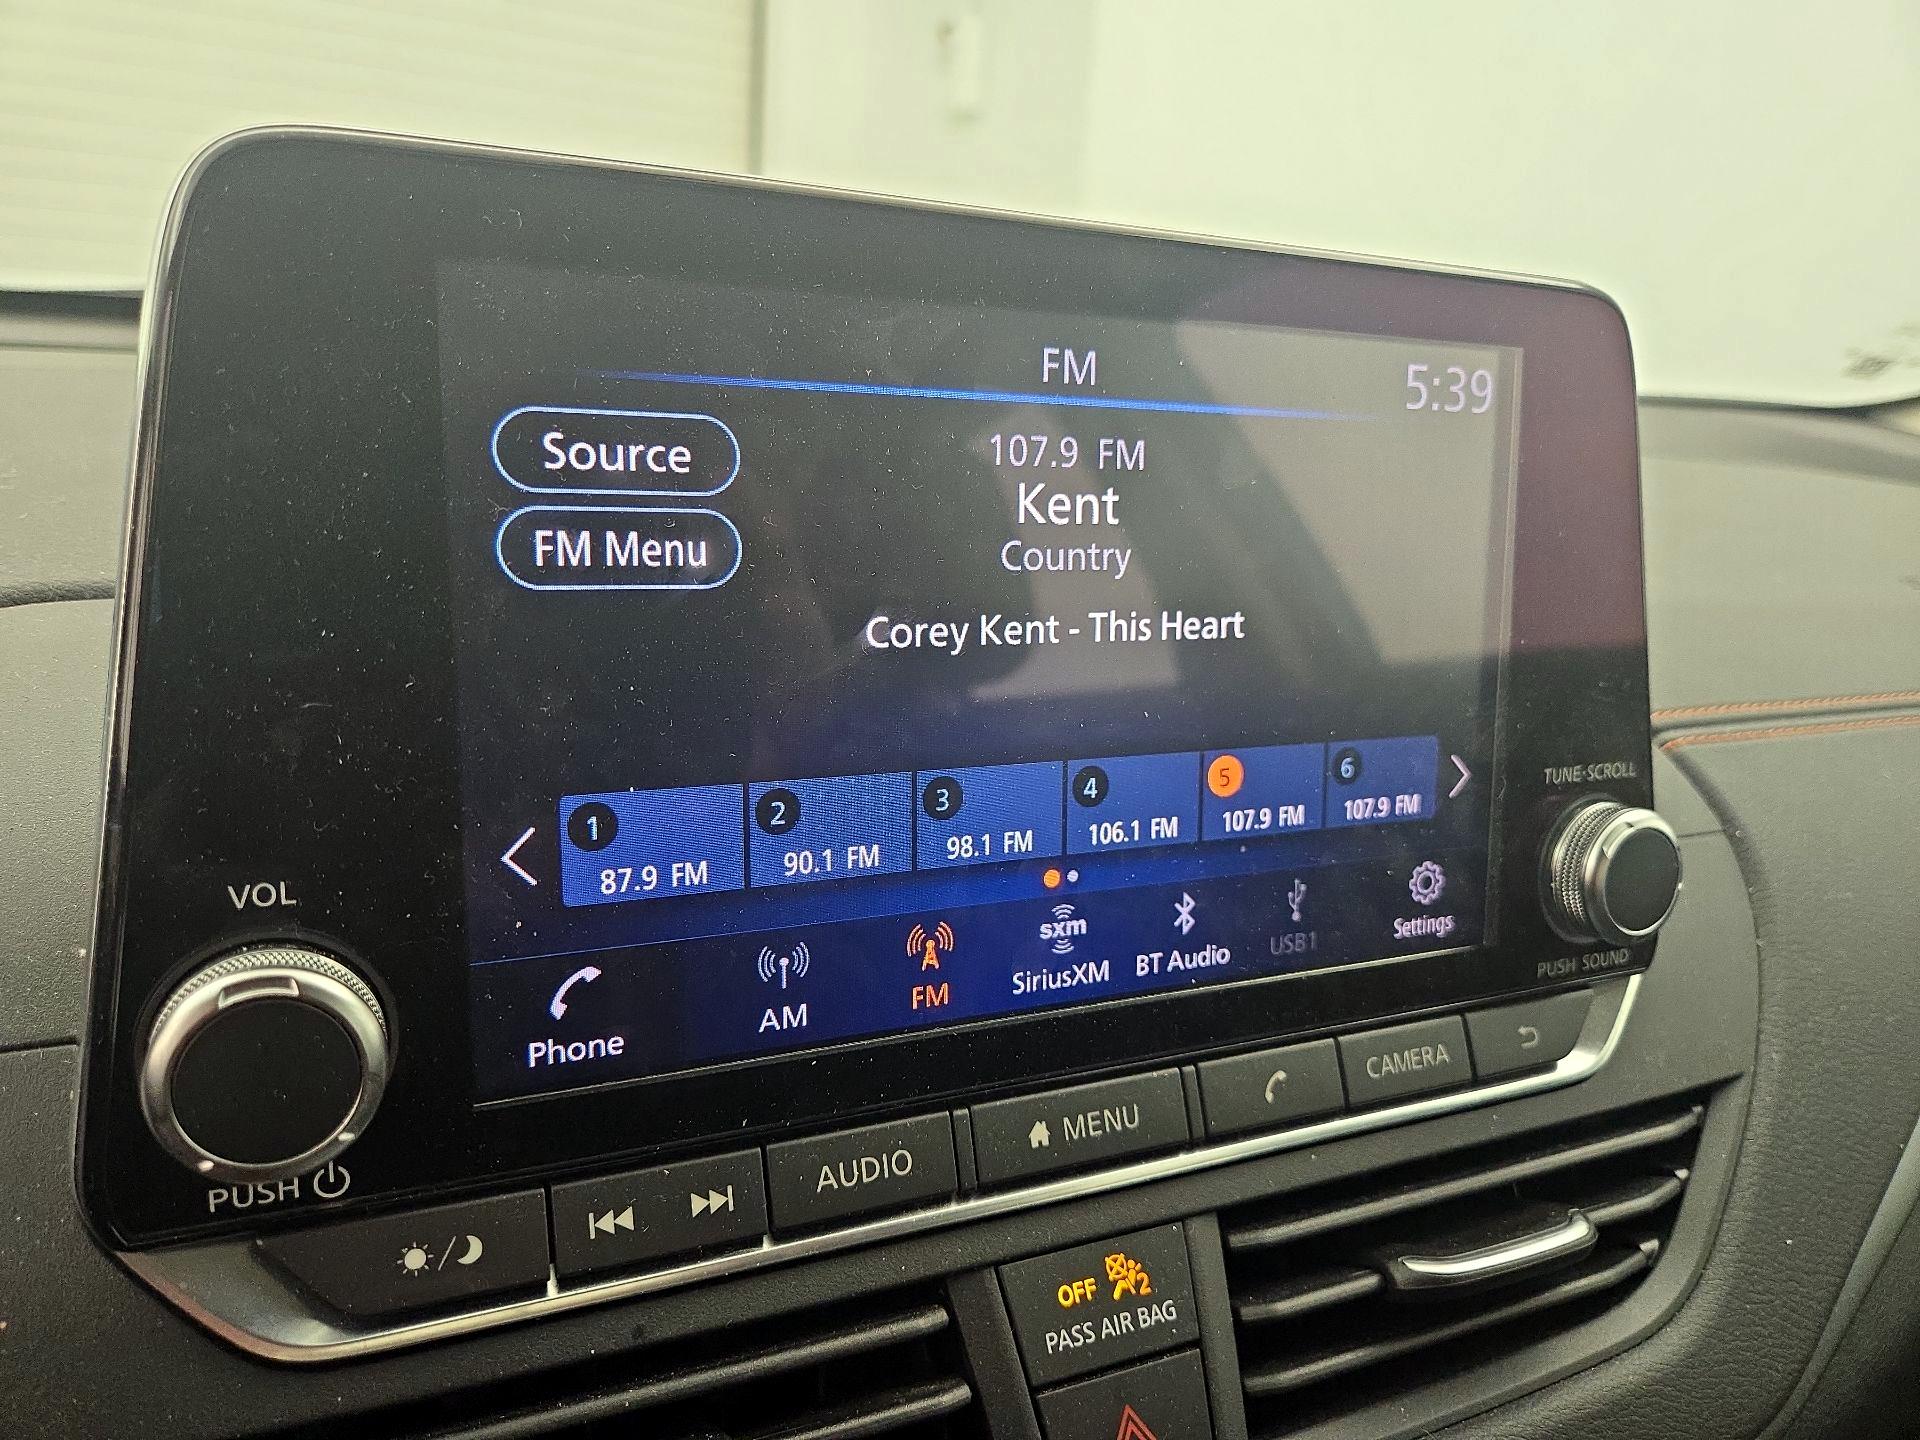 FM
5:39
Source
107.9 FM
Kent
FM Menu
Country
Corey Kent - This Heart
1
87.9 FM
2
90.1 FM
3
98.1 FM
4
106.1 FM
5
107.9 FM
6
107.9 FM
Phone
AM
FM
sxm
SiriusXM
BT Audio
USB1
Settings
VOL
PUSH
TUNE·SCROLL
PUSH SOUND
AUDIO
MENU
CAMERA
OFF 2
PASS AIR BAG